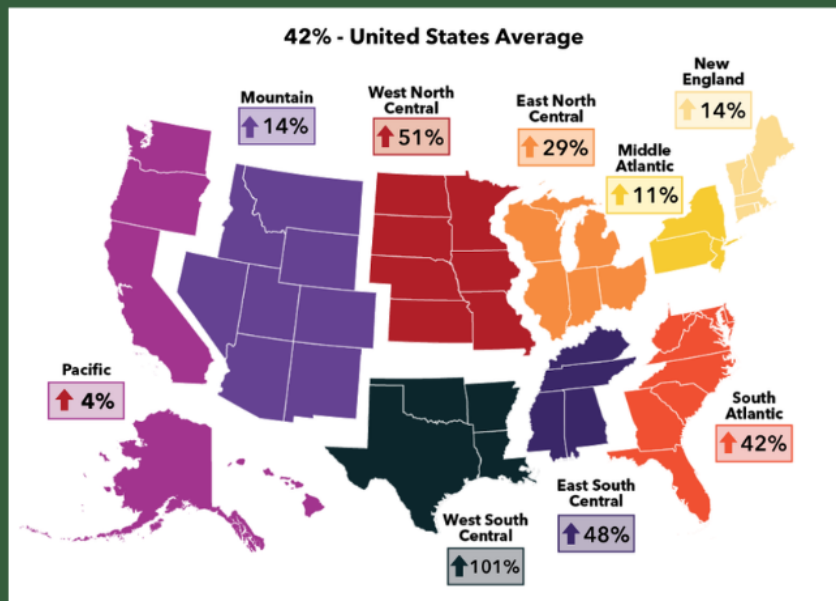 42% - United States Average
New
England
14%
Mountain
14%
West North
Central
51%
East North
Central
29%
Middle
Atlantic
11%
Pacific
4%
South
Atlantic
42%
East South
Central
48%
West South
Central
101%